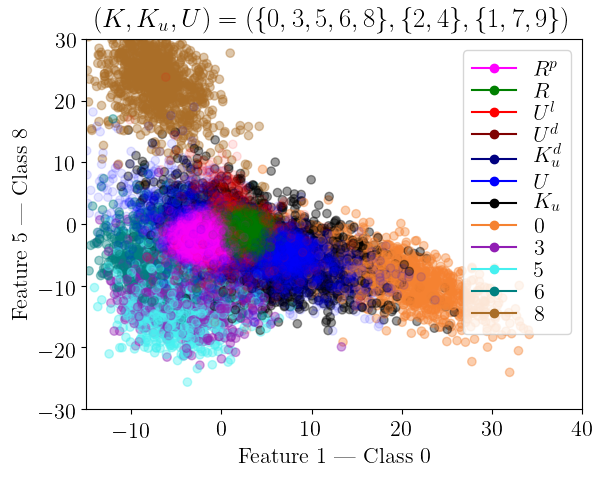 (K, K_u, U) = ({0, 3, 5, 6, 8}, {2, 4}, {1, 7, 9})
30
20
10
0
−10
−20
−30
Feature 5 — Class 8
R^p
R
U^l
U^d
K_u^d
U
K_u
0
3
5
6
8
−10
0
10
20
30
40
Feature 1 — Class 0